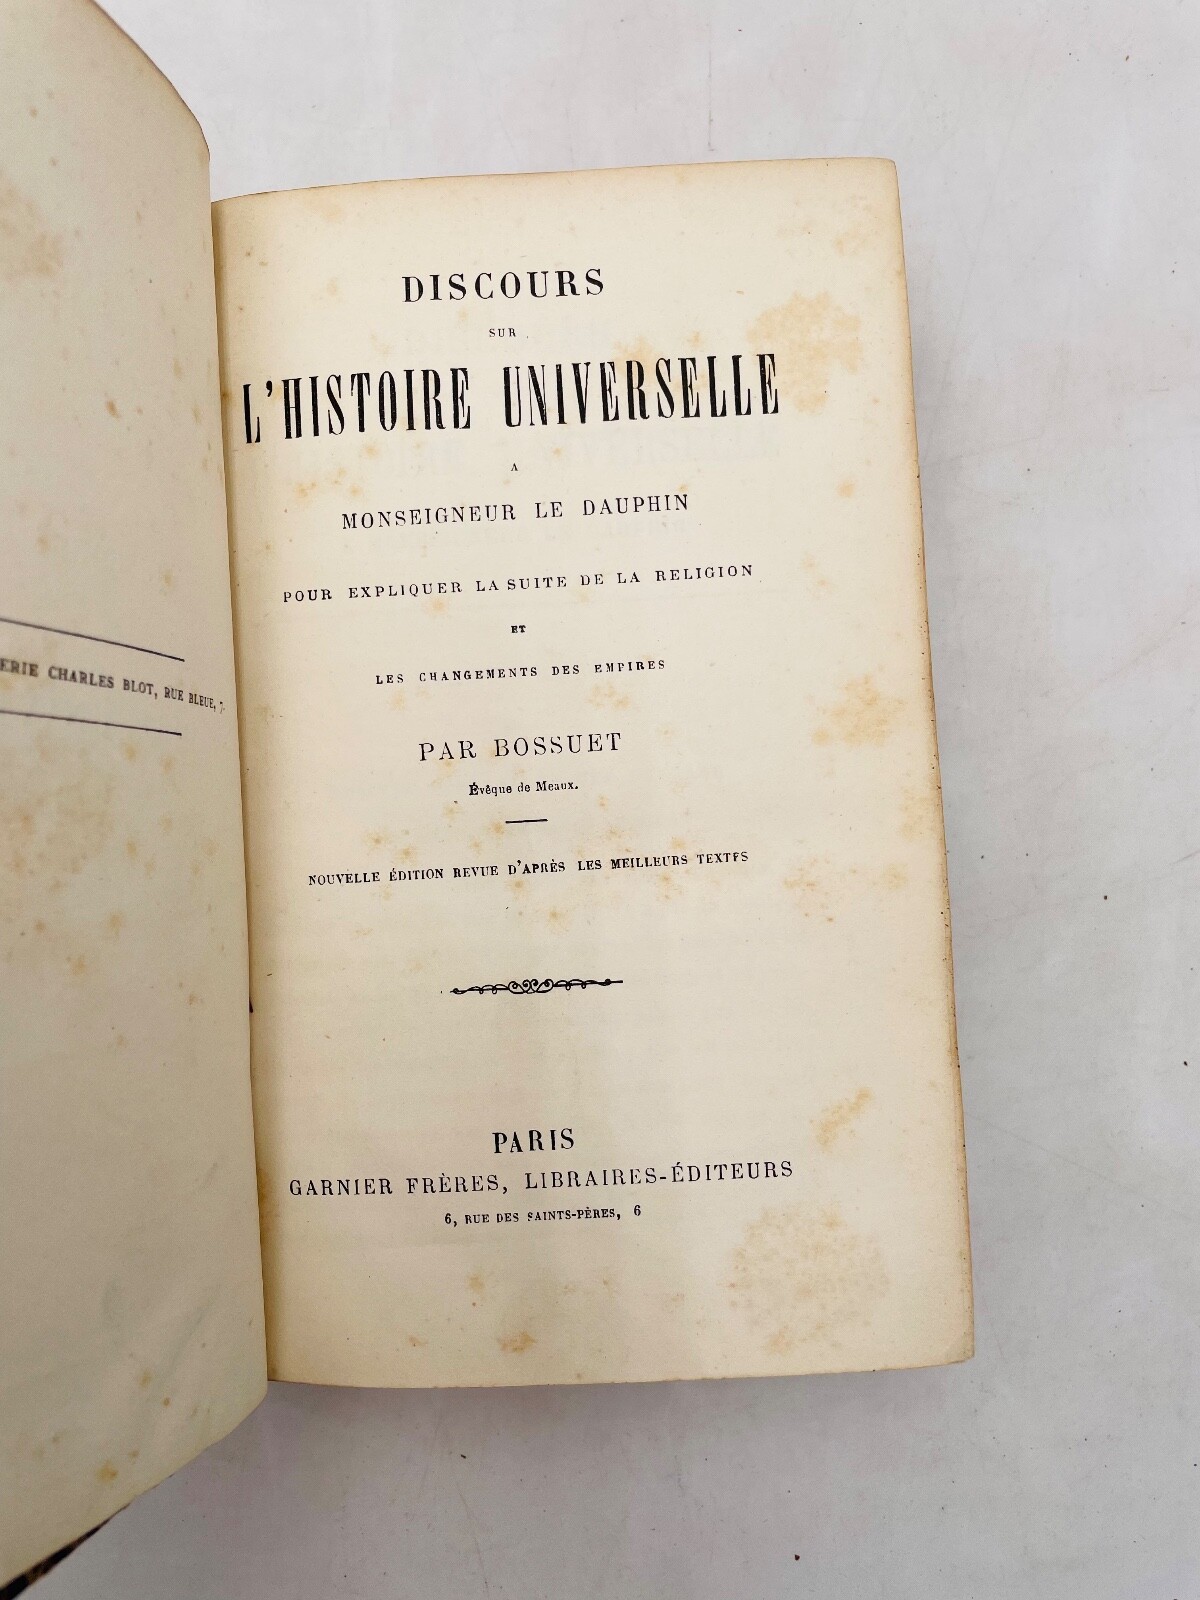 ERIE CHARLES BLOT, RUE BLEUE, 7.
DISCOURS
SUR
L'HISTOIRE UNIVERSELLE
A
MONSEIGNEUR LE DAUPHIN
POUR EXPLIQUER LA SUITE DE LA RELIGION
ET
LES CHANGEMENTS DES EMPIRES
PAR BOSSUET
Évêque de Meaux.
NOUVELLE ÉDITION REVUE D'APRÈS LES MEILLEURS TEXTES
PARIS
GARNIER FRÈRES, LIBRAIRES-ÉDITEURS
6, RUE DES SAINTS-PÈRES, 6